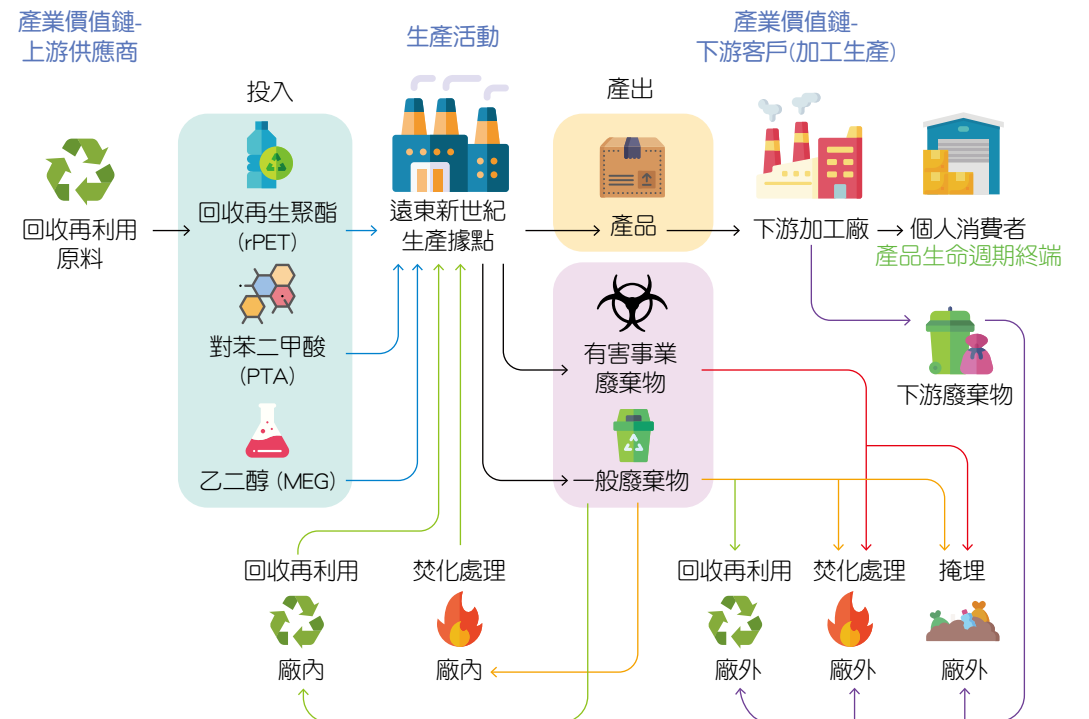 產業價值鏈-
上游供應商
生產活動
產業價值鏈-
下游客戶(加工生產)
投入
產出
回收再利用
原料
回收再生聚酯
(rPET)
遠東新世紀
生產據點
產品
下游加工廠
個人消費者
產品生命週期終端
對苯二甲酸
(PTA)
有害事業
廢棄物
下游廢棄物
乙二醇 (MEG)
一般廢棄物
回收再利用
廠內
焚化處理
廠內
回收再利用
廠外
焚化處理
廠外
掩埋
廠外